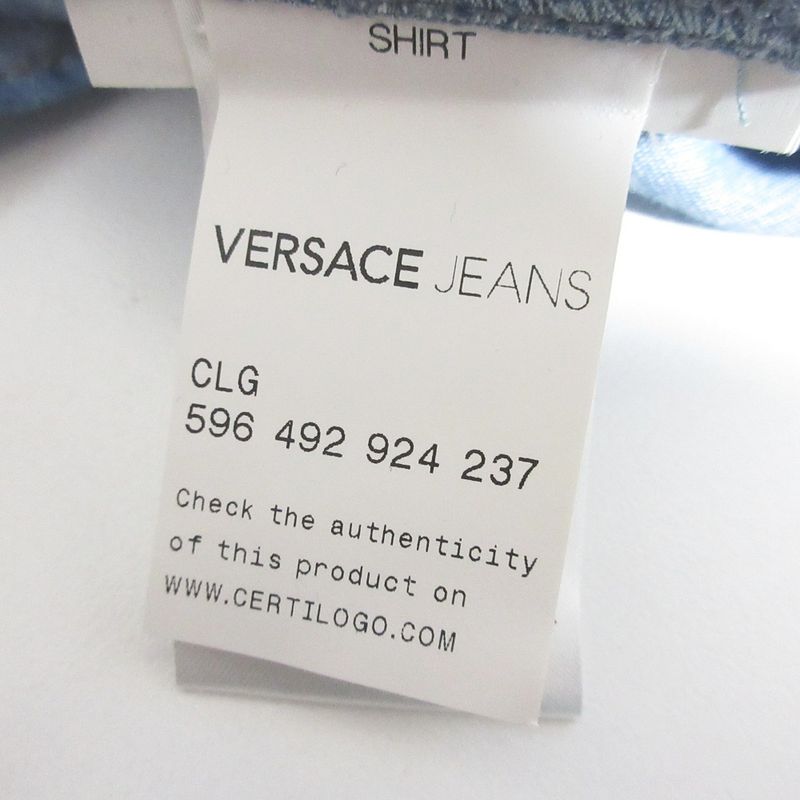 SHIRT
VERSACE JEANS
CLG
596 492 924 237
Check the authenticity
of this product on
WWW.CERTILOGO.COM